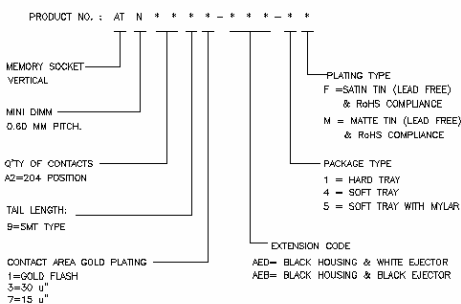 PRODUCT NO. : AT N * * * * - * * * - * *
MEMORY SOCKET
VERTICAL
MINI DIMM
0.60 MM PITCH.
Q'TY OF CONTACTS
A2=204 POSITION
TAIL LENGTH:
9=SMT TYPE
CONTACT AREA GOLD PLATING
1=GOLD FLASH
3=30 u"
7=15 u"
PLATING TYPE
F =SATIN TIN (LEAD FREE)
& RoHS COMPLIANCE
M = MATTE TIN (LEAD FREE)
& RoHS COMPLIANCE
PACKAGE TYPE
1 = HARD TRAY
4 = SOFT TRAY
5 = SOFT TRAY WITH MYLAR
EXTENSION CODE
AED= BLACK HOUSING & WHITE EJECTOR
AEB= BLACK HOUSING & BLACK EJECTOR